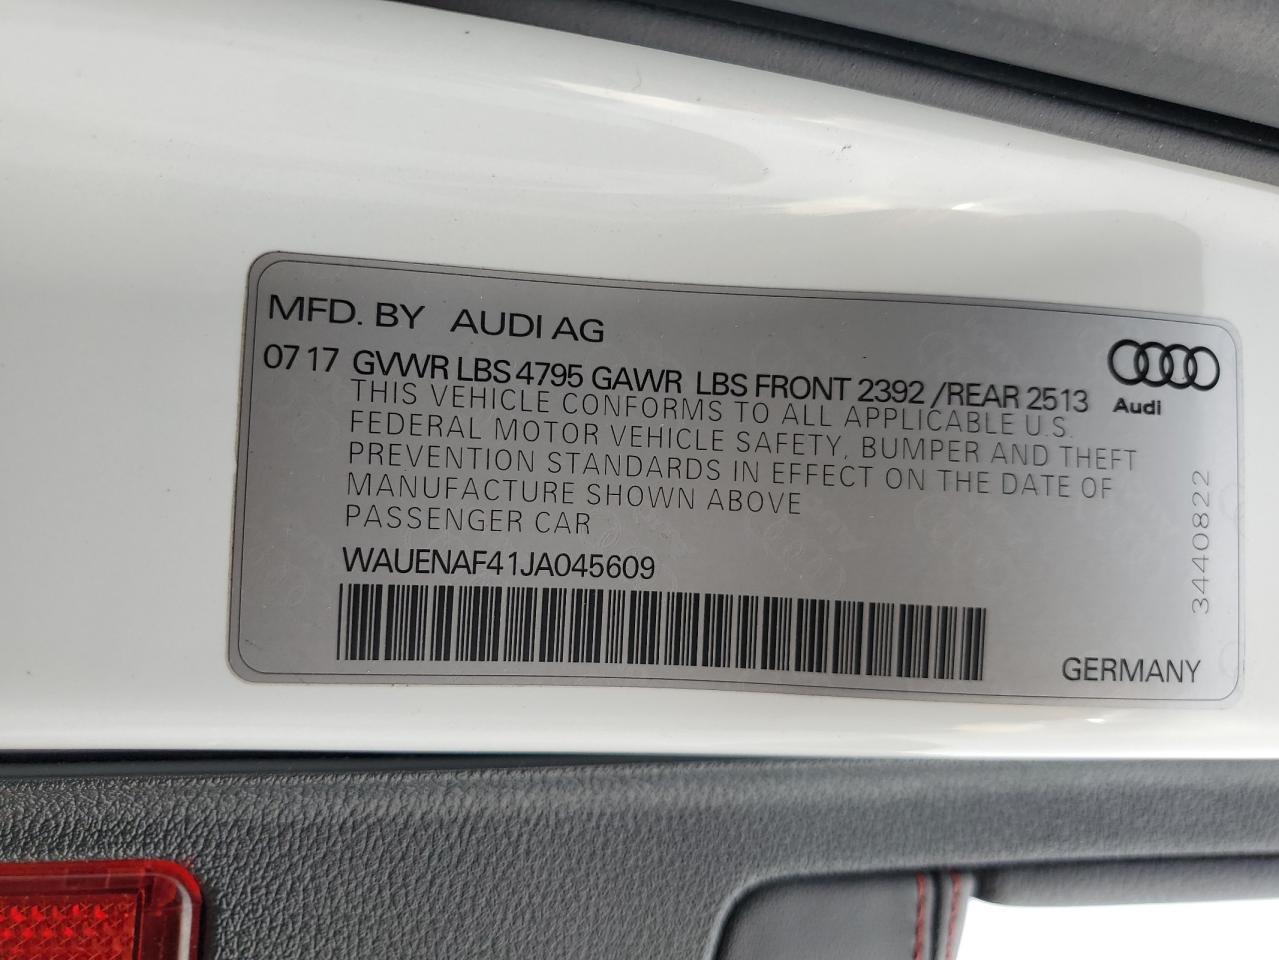 MFD. BY AUDI AG
07 17 GVWR LBS 4795 GAWR LBS FRONT 2392 /REAR 2513
THIS VEHICLE CONFORMS TO ALL APPLICABLE U.S.
FEDERAL MOTOR VEHICLE SAFETY, BUMPER AND THEFT
PREVENTION STANDARDS IN EFFECT ON THE DATE OF
MANUFACTURE SHOWN ABOVE
PASSENGER CAR
WAUENAF41JA045609
Audi
34408​22
GERMANY